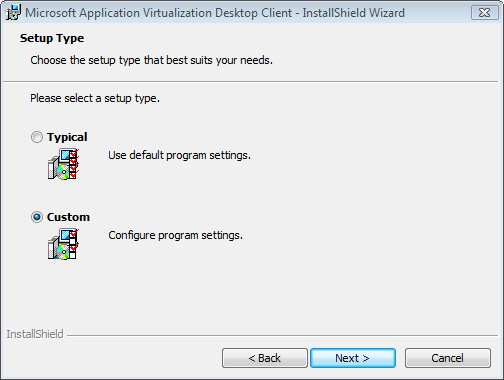 Microsoft Application Virtualization Desktop Client - InstallShield Wizard
Setup Type
Choose the setup type that best suits your needs.
Please select a setup type.
Typical
Use default program settings.
Custom
Configure program settings.
InstallShield
< Back
Next >
Cancel